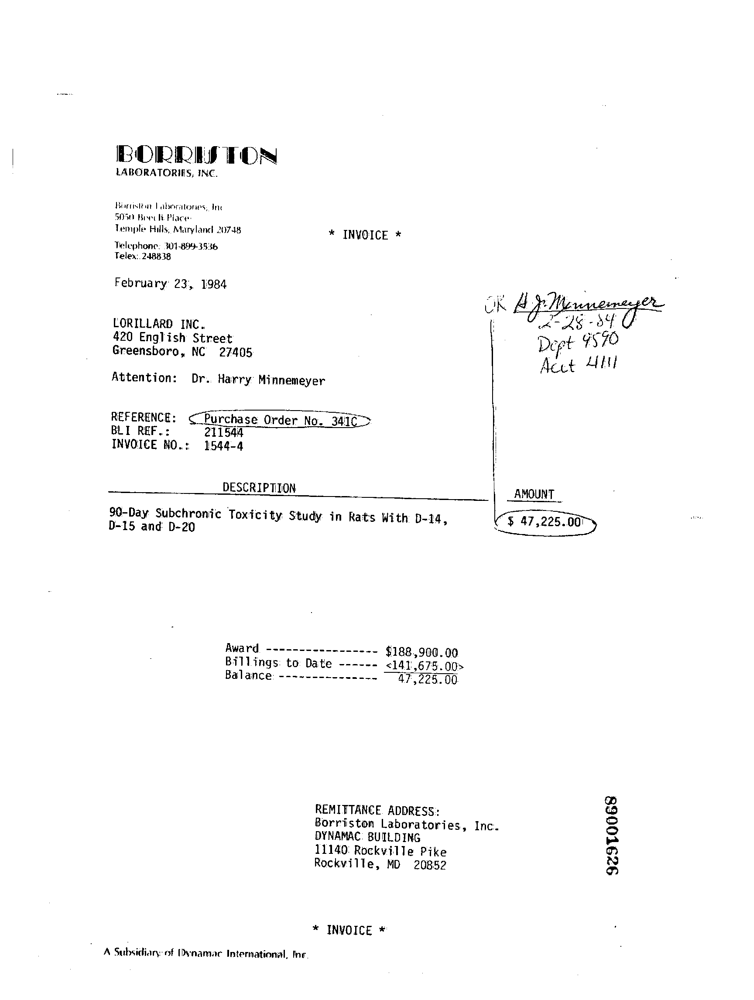 BORRISTON
LABORATORIES, INC.
Borriston Laboratories, Inc
5050 Beech Place
Temple Hills, Maryland 20748
Telephone: 301-899-3536
Telex: 248838
* INVOICE *
February 23, 1984
OK H. J. Minnemeyer
2-28-84
Dept 9590
Acct 4111
LORILLARD INC.
420 English Street
Greensboro, NC 27405
Attention: Dr. Harry Minnemeyer
REFERENCE: Purchase Order No. 341C
BLI REF.: 211544
INVOICE NO.: 1544-4
DESCRIPTION AMOUNT
90-Day Subchronic Toxicity Study in Rats With D-14, $ 47,225.00
D-15 and D-20
Award ----------------- $188,900.00
Billings to Date ------ <141,675.00>
Balance --------------- 47,225.00
REMITTANCE ADDRESS:
Borriston Laboratories, Inc.
DYNAMAC BUILDING
11140 Rockville Pike
Rockville, MD 20852
89001626
* INVOICE *
A Subsidiary of Dynamac International, Inc.